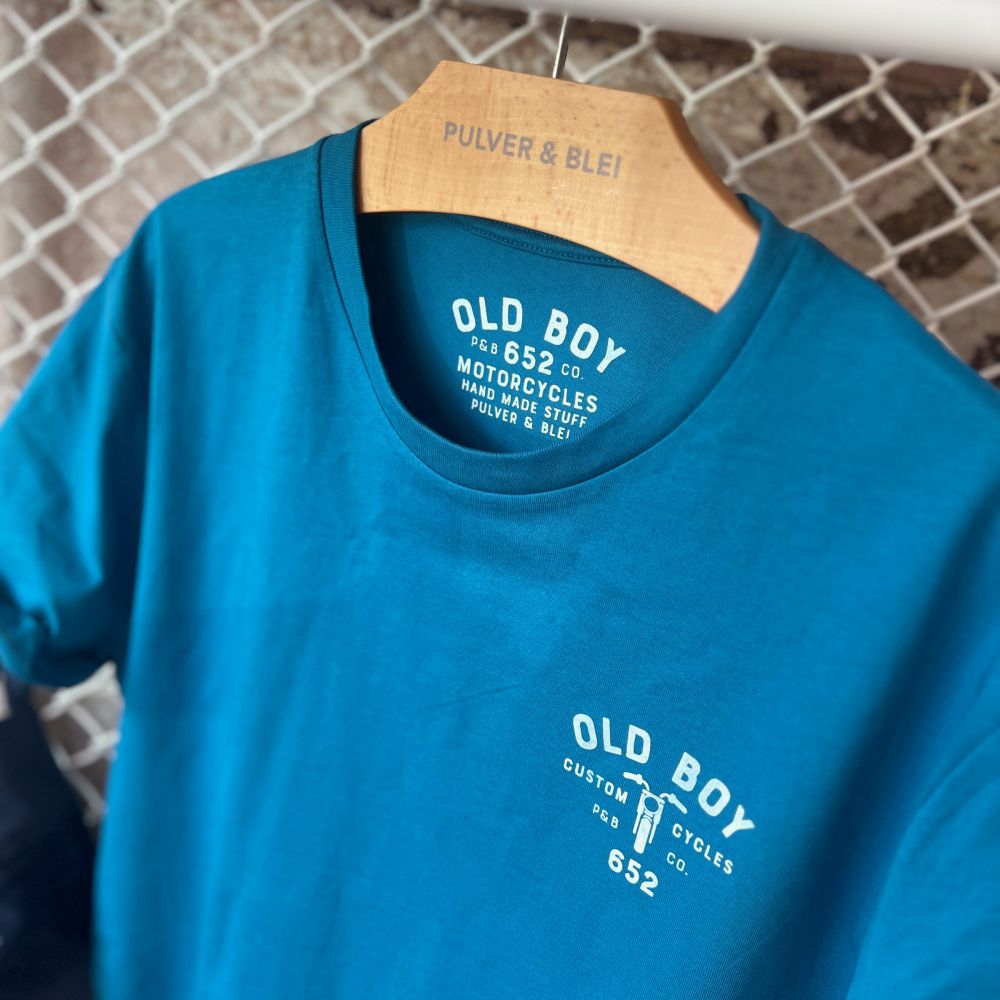 PULVER & BLEI
OLD BOY
P&B 652 CO.
MOTORCYCLES
HAND MADE STUFF
PULVER & BLEI
OLD BOY
CUSTOM CYCLES
P&B CO.
652